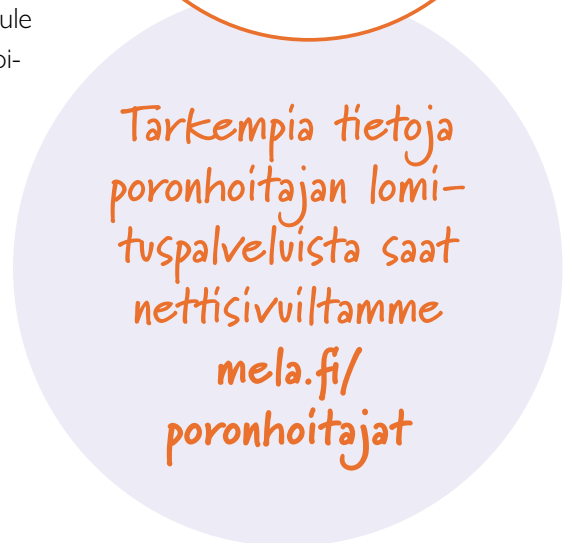 ule
oi-
Tarkempia tietoja
poronhoitajan lomi-
tuspalveluista saat
nettisivuiltamme
mela.fi/
poronhoitajat